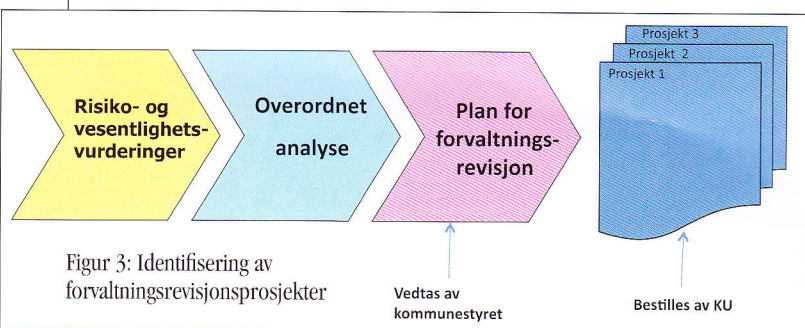 Risiko- og
vesentlighets-
vurderinger
Overordnet
analyse
Plan for
forvaltnings-
revisjon
Prosjekt 3
Prosjekt 2
Prosjekt 1
Figur 3: Identifisering av
forvaltningsrevisjonsprosjekter
Vedtas av
kommunestyret
Bestilles av KU